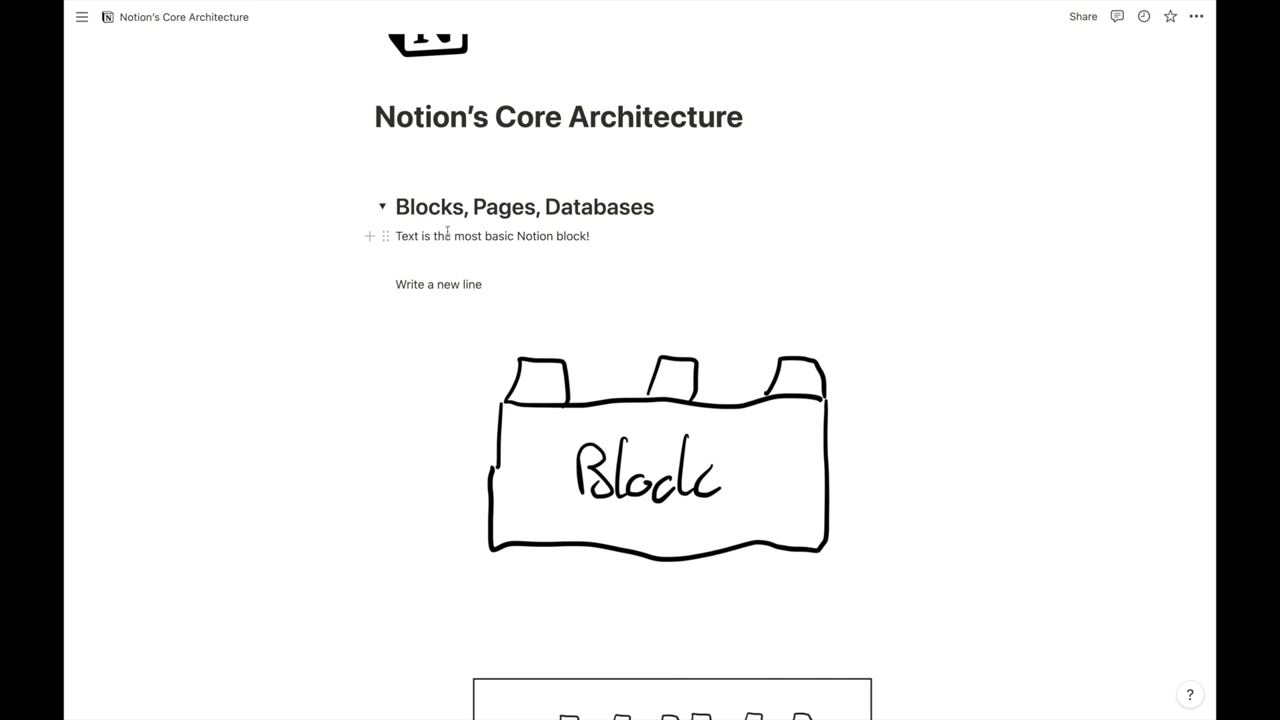 Notion's Core Architecture
Share
N
Notion's Core Architecture
Blocks, Pages, Databases
Text is the most basic Notion block!
Write a new line
Block
?